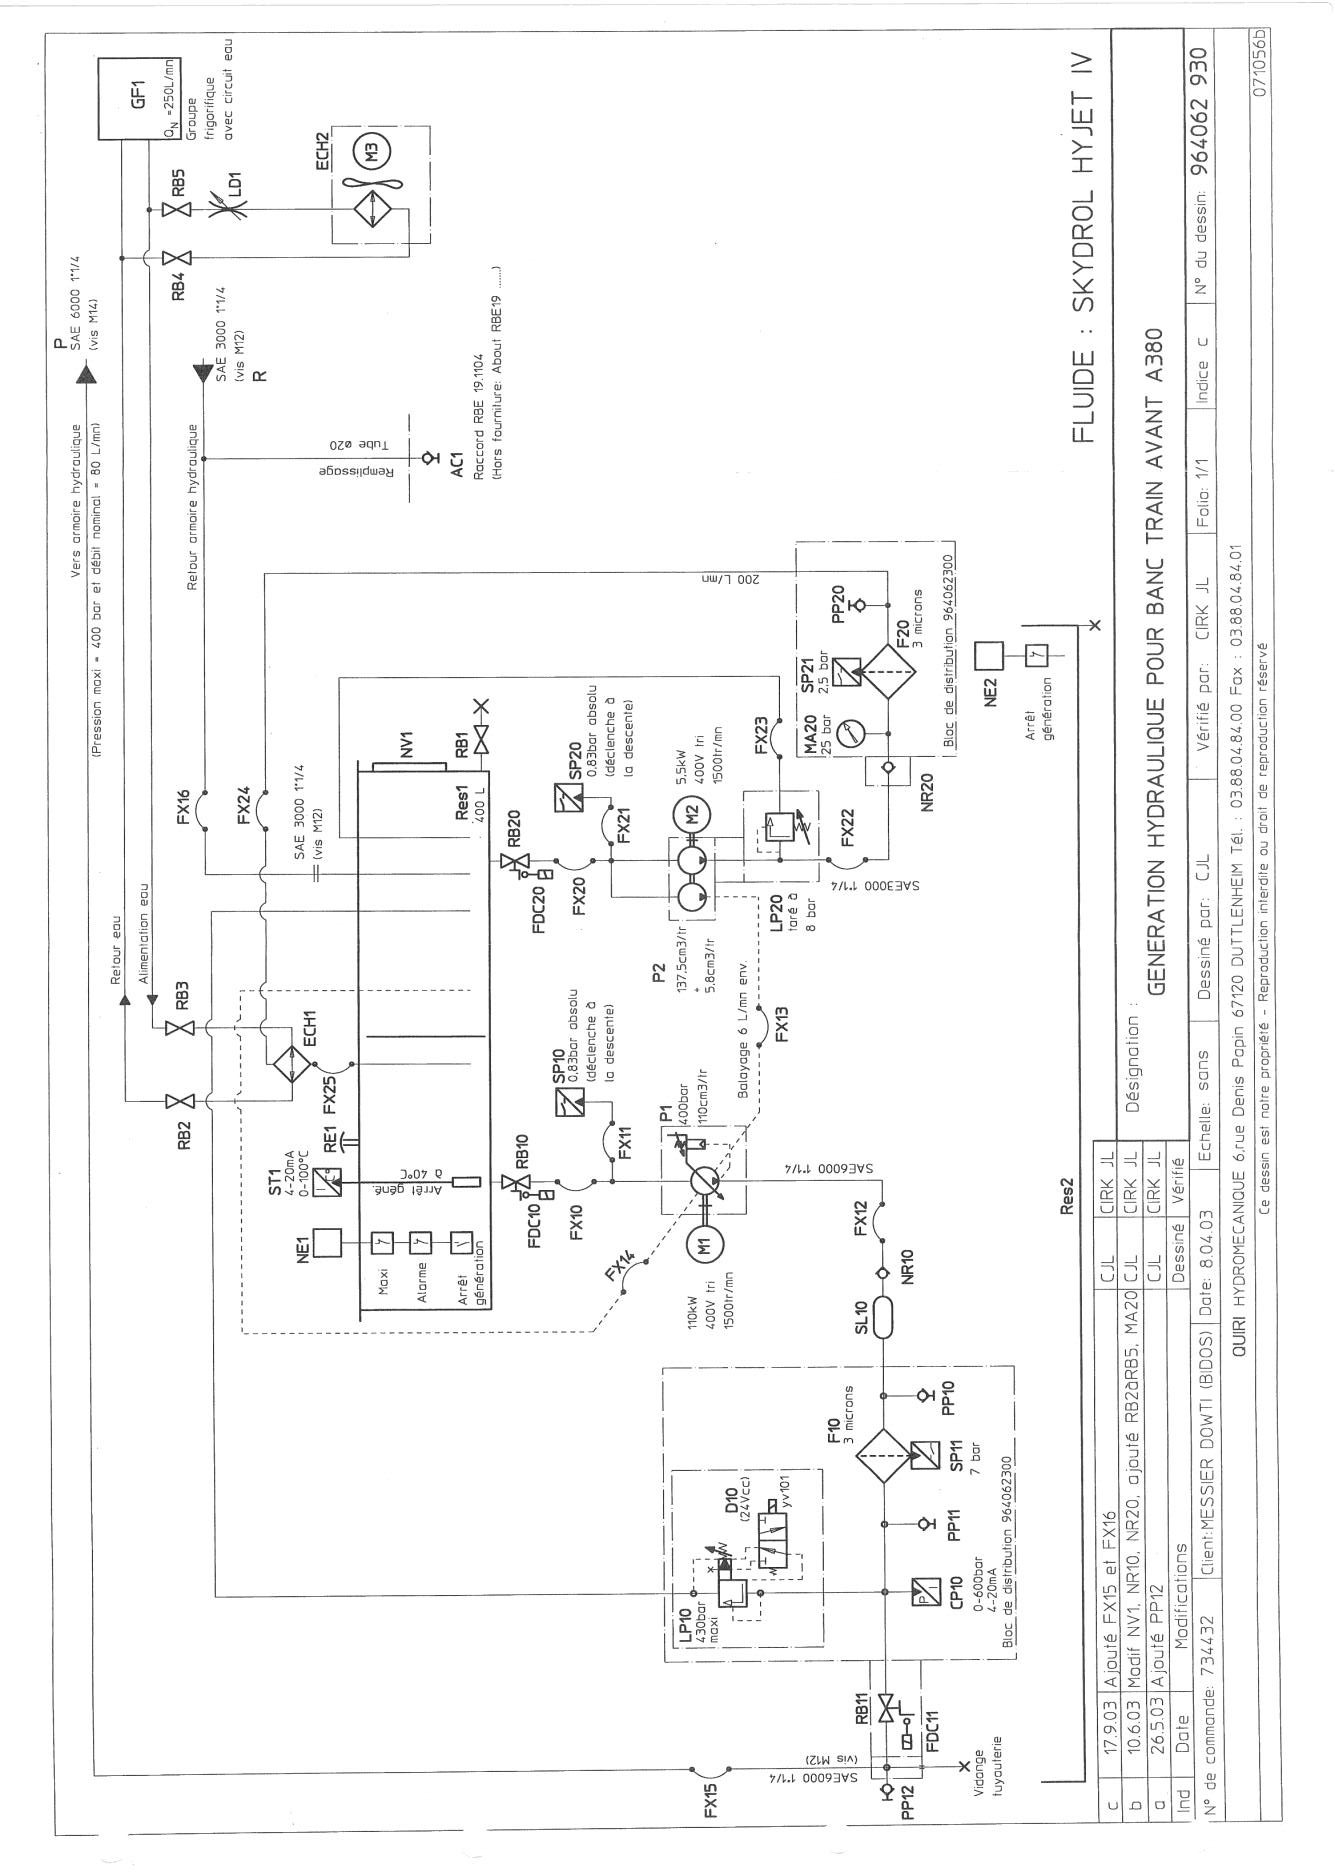 Vers armoire hydraulique
(Pression maxi = 400 bar et débit nominal = 80 L/mn)
P
SAE 6000 1"1/4
(vis M14)
GF1
QN =250L/mn
Groupe
frigorifique
avec circuit eau
Retour eau
Alimentation eau
RB2
RB3
RB4
RB5
LD1
ECH2
M3
Retour armoire hydraulique
SAE 3000 1"1/4
(vis M12)
R
Remplissage
Tube ø20
AC1
Raccord RBE 19.1104
(Hors fourniture: About RBE19 ......)
FX16
FX24
SAE 3000 1"1/4
(vis M12)
ECH1
FX25
RE1
ST1
4-20mA
0-100°C
t°C
Arrêt géné.
à 40°C
NE1
Maxi
Alarme
Arrêt
génération
NV1
Res1
400 L
RB1
RB10
FDC10
FX10
FX11
SP10
0,83bar absolu
(déclenche à
la descente)
RB20
FDC20
FX20
FX21
SP20
0,83bar absolu
(déclenche à
la descente)
FX14
M1
110kW
400V tri
1500tr/mn
P1
400bar
110cm3/tr
Balayage 6 L/mn env.
FX13
P2
137.5cm3/tr
+
5.8cm3/tr
M2
5,5kW
400V tri
1500tr/mn
LP20
taré à
8 bar
FX23
FX22
SAE3000 1"1/4
NR20
200 L/mn
MA20
25 bar
SP21
2,5 bar
PP20
F20
3 microns
Bloc de distribution 964062300
NE2
Arrêt
génération
SAE6000 1"1/4
FX12
NR10
SL10
F10
3 microns
PP10
SP11
7 bar
PP11
D10
(24Vcc)
yv101
LP10
430bar
maxi
CP10
P
I
0-600bar
4-20mA
Bloc de distribution 964062300
RB11
FDC11
FX15
SAE6000 1"1/4
(vis M12)
PP12
Vidange
tuyauterie
Res2
FLUIDE : SKYDROL HYJET IV
c 17.9.03 Ajouté FX15 et FX16 CJL CIRK JL
b 10.6.03 Modif NV1, NR10, NR20, ajouté RB2àRB5, MA20 CJL CIRK JL
a 26.5.03 Ajouté PP12 CJL CIRK JL
Ind Date Modifications Dessiné Vérifié
Désignation :
GENERATION HYDRAULIQUE POUR BANC TRAIN AVANT A380
N° de commande: 734432 Client:MESSIER DOWTI (BIDOS) Date: 8.04.03 Echelle: sans Dessiné par: CJL Vérifié par: CIRK JL Folio: 1/1 Indice C N° du dessin: 964062 930
QUIRI HYDROMECANIQUE 6,rue Denis Papin 67120 DUTTLENHEIM Tél. : 03.88.04.84.00 Fax : 03.88.04.84.01
Ce dessin est notre propriété - Reproduction interdite ou droit de reproduction réservé
071056b